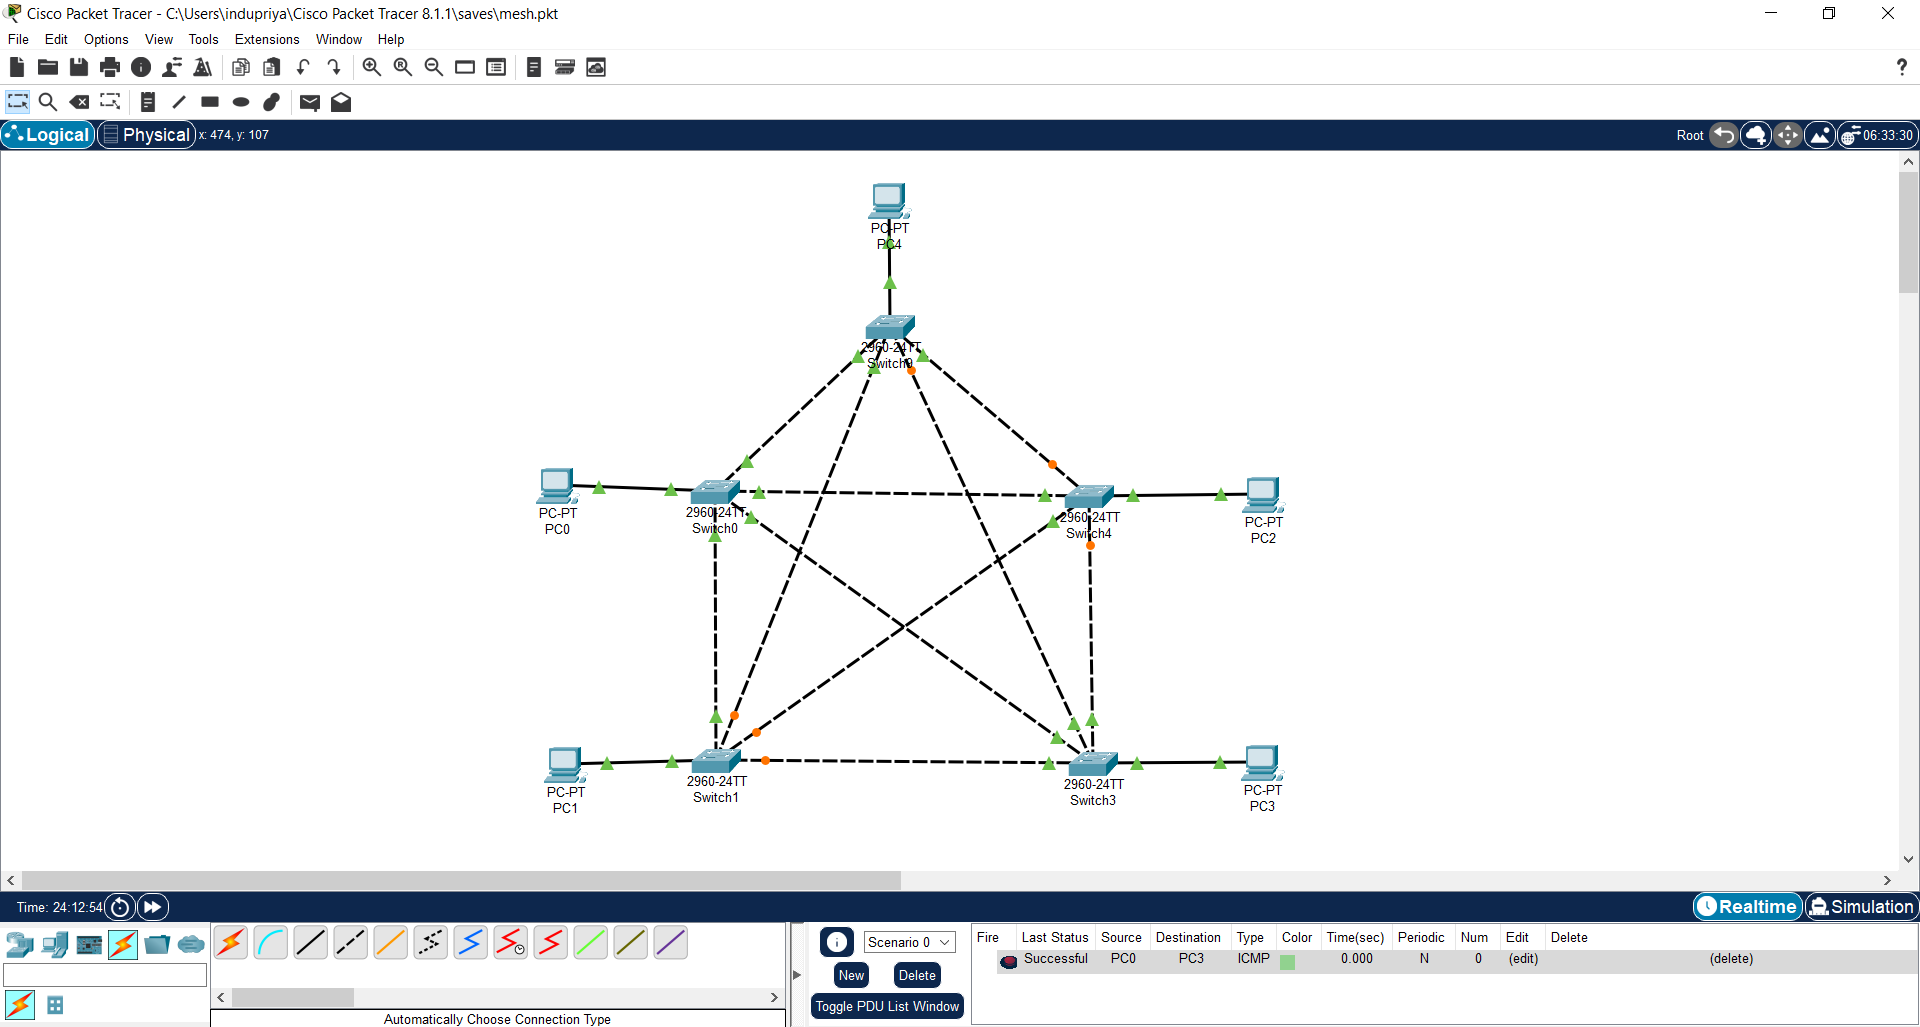 Cisco Packet Tracer - C:\Users\indupriya\Cisco Packet Tracer 8.1.1\saves\mesh.pkt
File Edit Options View Tools Extensions Window Help
Logical Physical x: 474, y: 107 Root 06:33:30
PC-PT
PC4
2960-24TT
PC-PT
PC0
2960-24TT
Switch0
2960-24TT
Switch4
PC-PT
PC2
PC-PT
PC1
2960-24TT
Switch1
2960-24TT
Switch3
PC-PT
PC3
Time: 24:12:54 Realtime Simulation
Scenario 0
New Delete
Toggle PDU List Window
Automatically Choose Connection Type
Fire Last Status Source Destination Type Color Time(sec) Periodic Num Edit Delete
Successful PC0 PC3 ICMP 0.000 N 0 (edit) (delete)